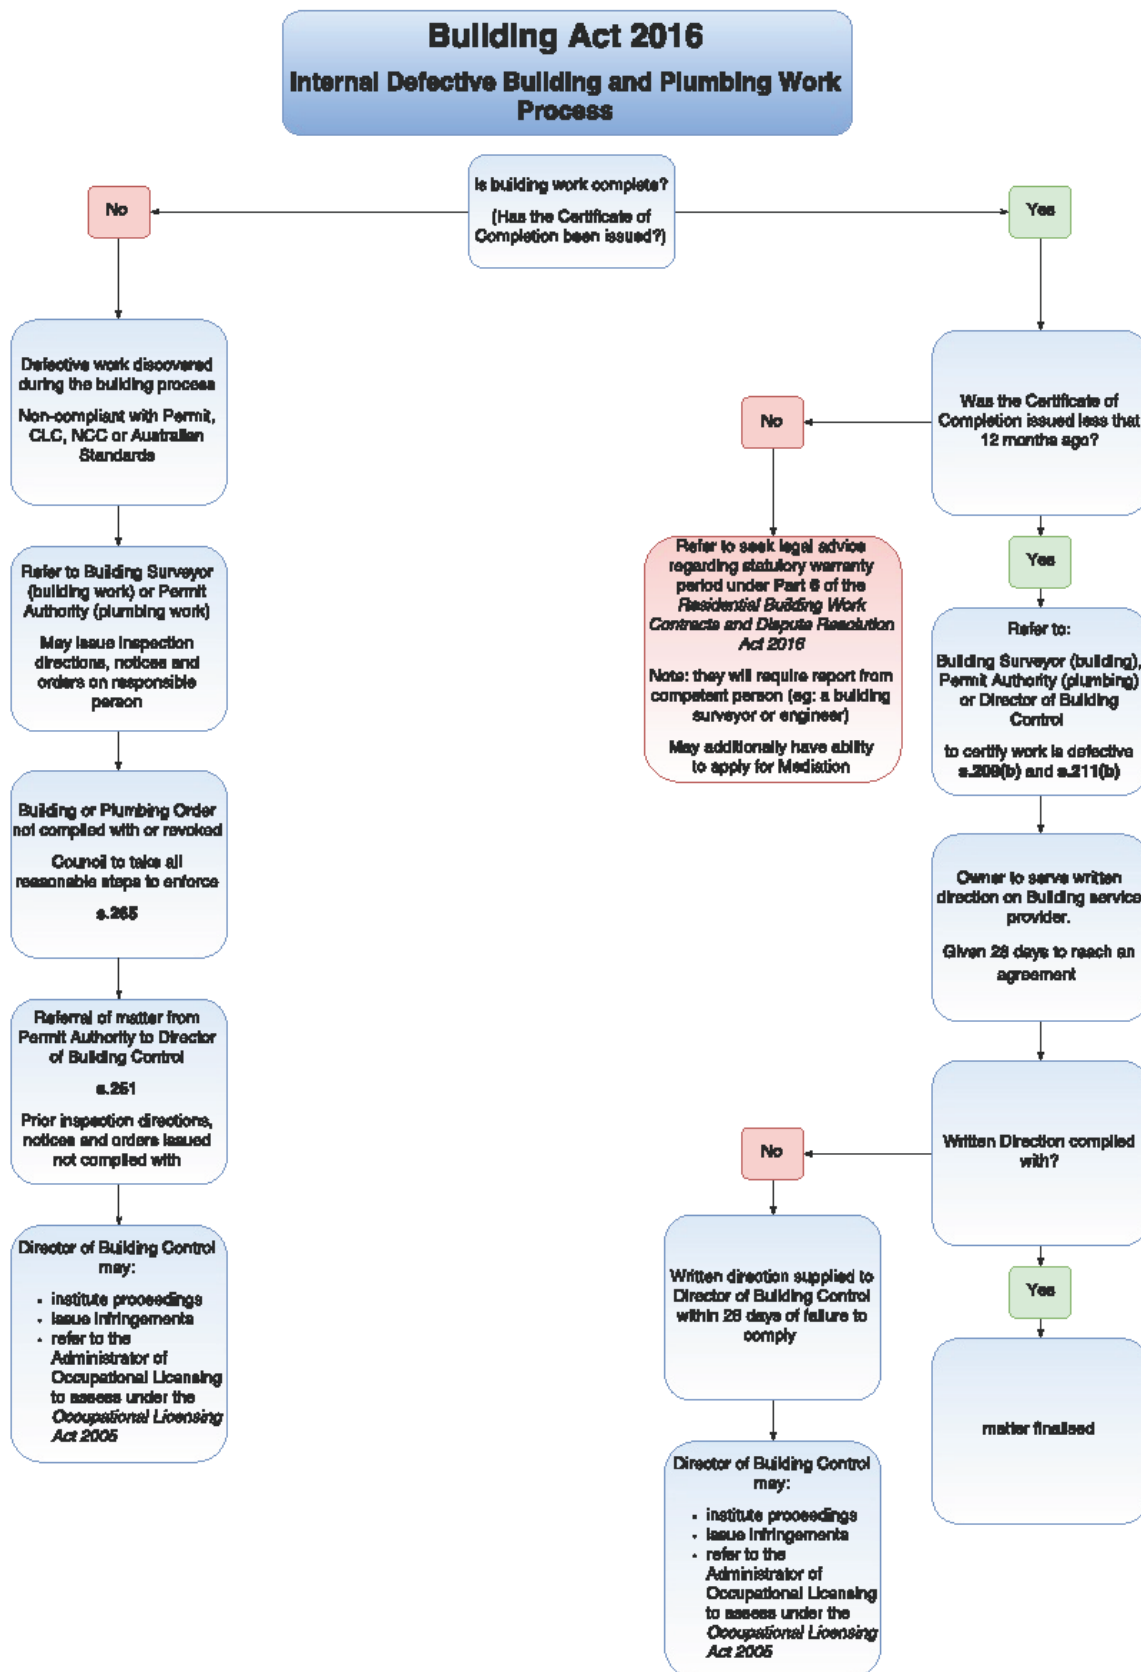 Building Act 2016
Internal Defective Building and Plumbing Work
Process
Is building work complete?
(Has the Certificate of
Completion been issued?)
No
Yes
Defective work discovered
during the building process
Non-compliant with Permit,
CLC, NCC or Australian
Standards
Refer to Building Surveyor
(building work) or Permit
Authority (plumbing work)
May issue inspection
directions, notices and
orders on responsible
person
Building or Plumbing Order
not complied with or revoked
Council to take all
reasonable steps to enforce
s.265
Referral of matter from
Permit Authority to Director
of Building Control
s.251
Prior inspection directions,
notices and orders issued
not complied with
Director of Building Control
may:
• institute proceedings
• issue infringements
• refer to the
Administrator of
Occupational Licensing
to assess under the
Occupational Licensing
Act 2005
Was the Certificate of
Completion issued less that
12 months ago?
No
Refer to seek legal advice
regarding statutory warranty
period under Part 6 of the
Residential Building Work
Contracts and Dispute Resolution
Act 2016
Note: they will require report from
competent person (eg: a building
surveyor or engineer)
May additionally have ability
to apply for Mediation
Yes
Refer to:
Building Surveyor (building),
Permit Authority (plumbing)
or Director of Building
Control
to certify work is defective
s.209(b) and s.211(b)
Owner to serve written
direction on Building service
provider.
Given 28 days to reach an
agreement
Written Direction complied
with?
No
Written direction supplied to
Director of Building Control
within 28 days of failure to
comply
Director of Building Control
may:
• institute proceedings
• issue infringements
• refer to the
Administrator of
Occupational Licensing
to assess under the
Occupational Licensing
Act 2005
Yes
matter finalised